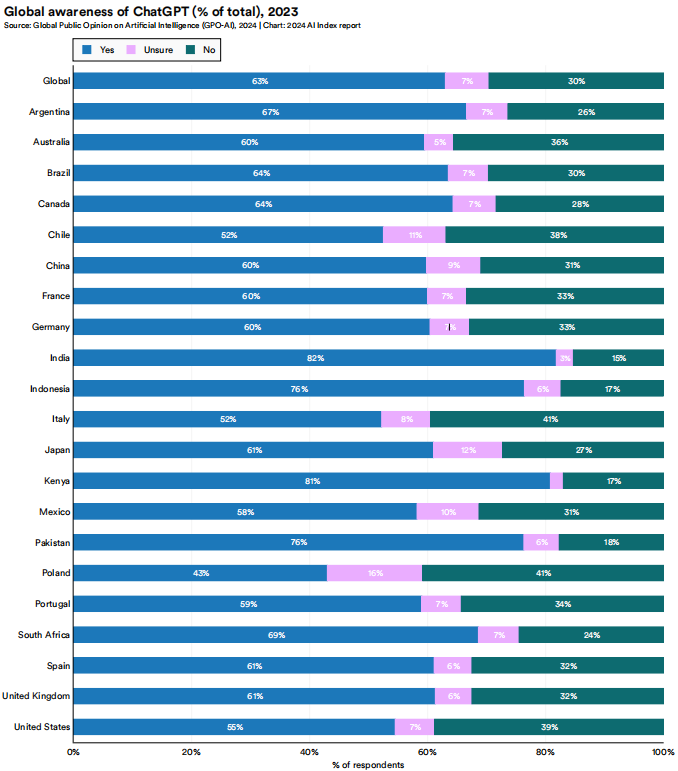 Global awareness of ChatGPT (% of total), 2023
Source: Global Public Opinion on Artificial Intelligence (GPO-AI), 2024 | Chart: 2024 AI Index report
Yes Unsure No
Global 63% 7% 30%
Argentina 67% 7% 26%
Australia 60% 5% 36%
Brazil 64% 7% 30%
Canada 64% 7% 28%
Chile 52% 11% 38%
China 60% 9% 31%
France 60% 7% 33%
Germany 60% 7% 33%
India 82% 3% 15%
Indonesia 76% 6% 17%
Italy 52% 8% 41%
Japan 61% 12% 27%
Kenya 81% 17%
Mexico 58% 10% 31%
Pakistan 76% 6% 18%
Poland 43% 16% 41%
Portugal 59% 7% 34%
South Africa 69% 7% 24%
Spain 61% 6% 32%
United Kingdom 61% 6% 32%
United States 55% 7% 39%
0% 20% 40% 60% 80% 100%
% of respondents